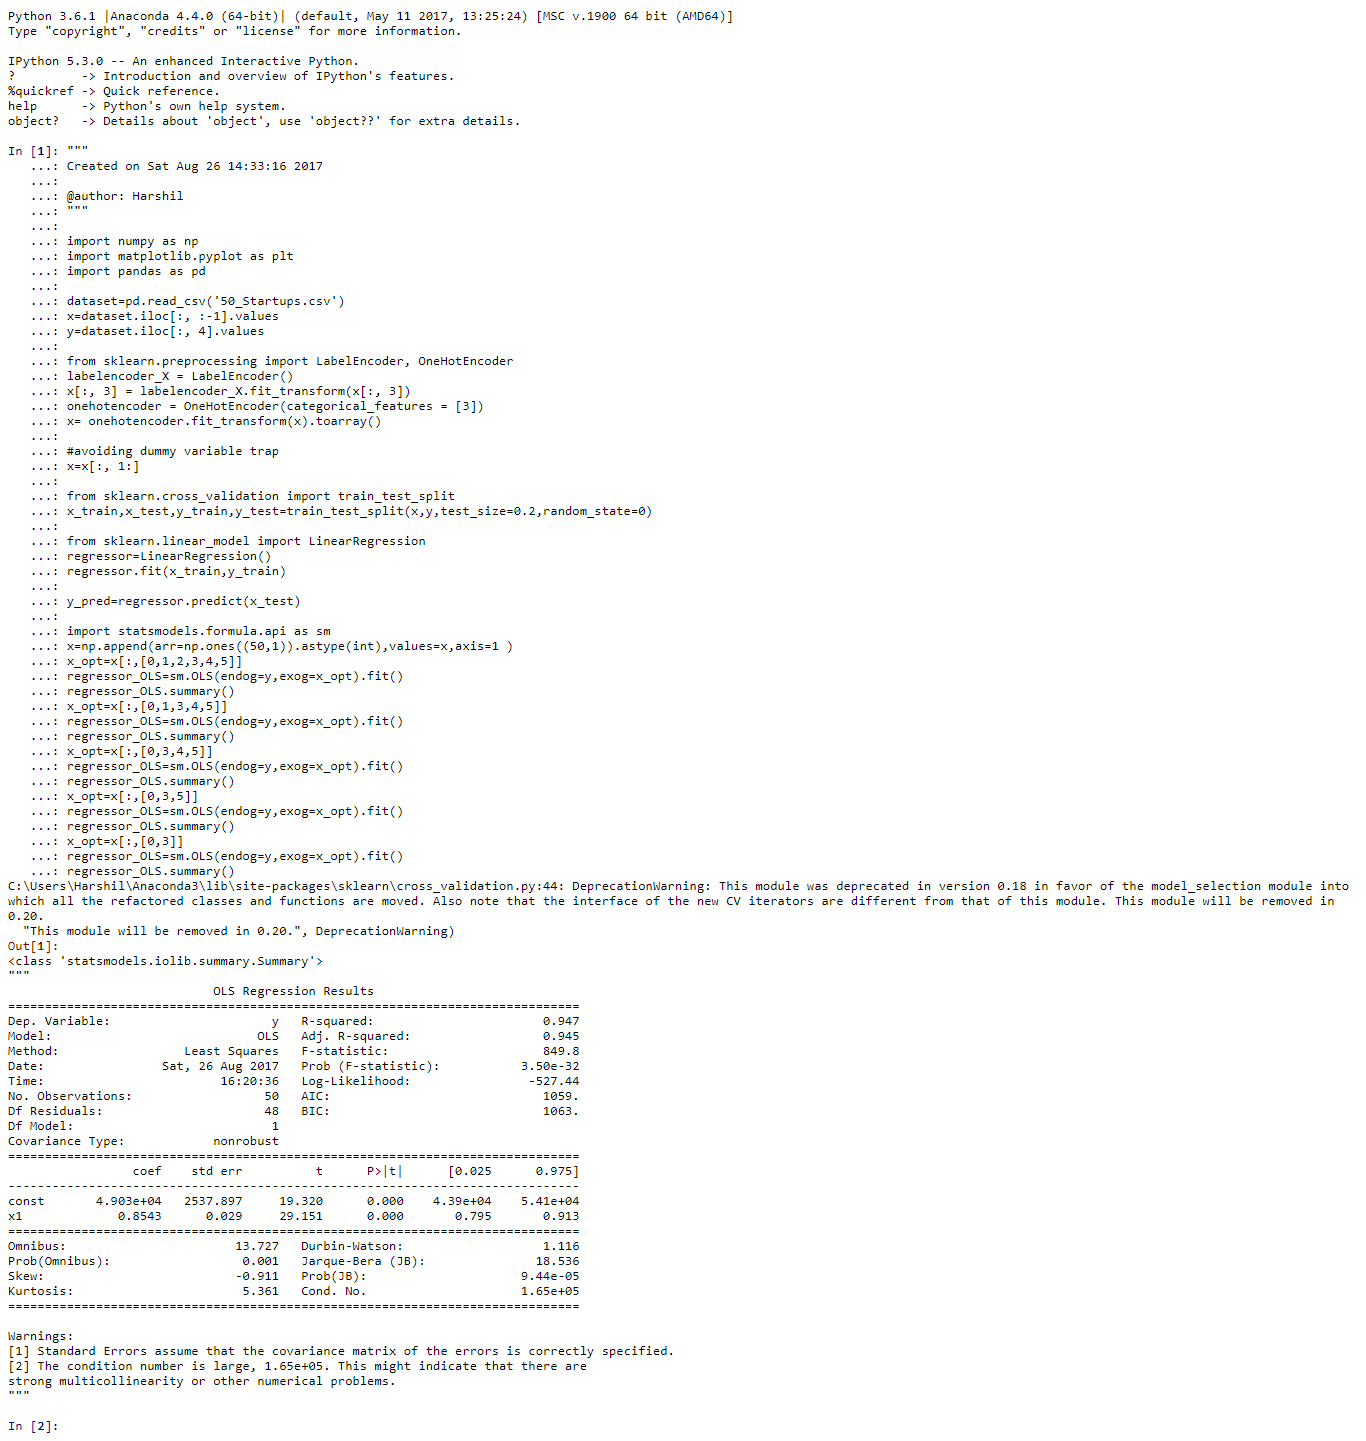 Python 3.6.1 |Anaconda 4.4.0 (64-bit)| (default, May 11 2017, 13:25:24) [MSC v.1900 64 bit (AMD64)]
Type "copyright", "credits" or "license" for more information.

IPython 5.3.0 -- An enhanced Interactive Python.
?         -> Introduction and overview of IPython's features.
%quickref -> Quick reference.
help      -> Python's own help system.
object?   -> Details about 'object', use 'object??' for extra details.

In [1]: """
   ...: Created on Sat Aug 26 14:33:16 2017
   ...: 
   ...: @author: Harshil
   ...: """
   ...: 
   ...: import numpy as np
   ...: import matplotlib.pyplot as plt
   ...: import pandas as pd
   ...: 
   ...: dataset=pd.read_csv('50_Startups.csv')
   ...: x=dataset.iloc[:, :-1].values
   ...: y=dataset.iloc[:, 4].values
   ...: 
   ...: from sklearn.preprocessing import LabelEncoder, OneHotEncoder
   ...: labelencoder_X = LabelEncoder()
   ...: x[:, 3] = labelencoder_X.fit_transform(x[:, 3])
   ...: onehotencoder = OneHotEncoder(categorical_features = [3])
   ...: x= onehotencoder.fit_transform(x).toarray()
   ...: 
   ...: #avoiding dummy variable trap
   ...: x=x[:, 1:]
   ...: 
   ...: from sklearn.cross_validation import train_test_split
   ...: x_train,x_test,y_train,y_test=train_test_split(x,y,test_size=0.2,random_state=0)
   ...: 
   ...: from sklearn.linear_model import LinearRegression
   ...: regressor=LinearRegression()
   ...: regressor.fit(x_train,y_train)
   ...: 
   ...: y_pred=regressor.predict(x_test)
   ...: 
   ...: import statsmodels.formula.api as sm
   ...: x=np.append(arr=np.ones((50,1)).astype(int),values=x,axis=1 )
   ...: x_opt=x[:,[0,1,2,3,4,5]]
   ...: regressor_OLS=sm.OLS(endog=y,exog=x_opt).fit()
   ...: regressor_OLS.summary()
   ...: x_opt=x[:,[0,1,3,4,5]]
   ...: regressor_OLS=sm.OLS(endog=y,exog=x_opt).fit()
   ...: regressor_OLS.summary()
   ...: x_opt=x[:,[0,3,4,5]]
   ...: regressor_OLS=sm.OLS(endog=y,exog=x_opt).fit()
   ...: regressor_OLS.summary()
   ...: x_opt=x[:,[0,3,5]]
   ...: regressor_OLS=sm.OLS(endog=y,exog=x_opt).fit()
   ...: regressor_OLS.summary()
   ...: x_opt=x[:,[0,3]]
   ...: regressor_OLS=sm.OLS(endog=y,exog=x_opt).fit()
   ...: regressor_OLS.summary()
C:\Users\Harshil\Anaconda3\lib\site-packages\sklearn\cross_validation.py:44: DeprecationWarning: This module was deprecated in version 0.18 in favor of the model_selection module into
which all the refactored classes and functions are moved. Also note that the interface of the new CV iterators are different from that of this module. This module will be removed in
0.20.
  "This module will be removed in 0.20.", DeprecationWarning)
Out[1]: 
<class 'statsmodels.iolib.summary.Summary'>
"""
                            OLS Regression Results
==============================================================================
Dep. Variable:                      y   R-squared:                       0.947
Model:                            OLS   Adj. R-squared:                  0.945
Method:                 Least Squares   F-statistic:                     849.8
Date:                Sat, 26 Aug 2017   Prob (F-statistic):           3.50e-32
Time:                        16:20:36   Log-Likelihood:                -527.44
No. Observations:                  50   AIC:                             1059.
Df Residuals:                      48   BIC:                             1063.
Df Model:                           1
Covariance Type:            nonrobust
==============================================================================
                 coef    std err          t      P>|t|      [0.025      0.975]
------------------------------------------------------------------------------
const       4.903e+04   2537.897     19.320      0.000    4.39e+04    5.41e+04
x1             0.8543      0.029     29.151      0.000       0.795       0.913
==============================================================================
Omnibus:                       13.727   Durbin-Watson:                   1.116
Prob(Omnibus):                  0.001   Jarque-Bera (JB):               18.536
Skew:                          -0.911   Prob(JB):                     9.44e-05
Kurtosis:                       5.361   Cond. No.                     1.65e+05
==============================================================================

Warnings:
[1] Standard Errors assume that the covariance matrix of the errors is correctly specified.
[2] The condition number is large, 1.65e+05. This might indicate that there are
strong multicollinearity or other numerical problems.
"""

In [2]: